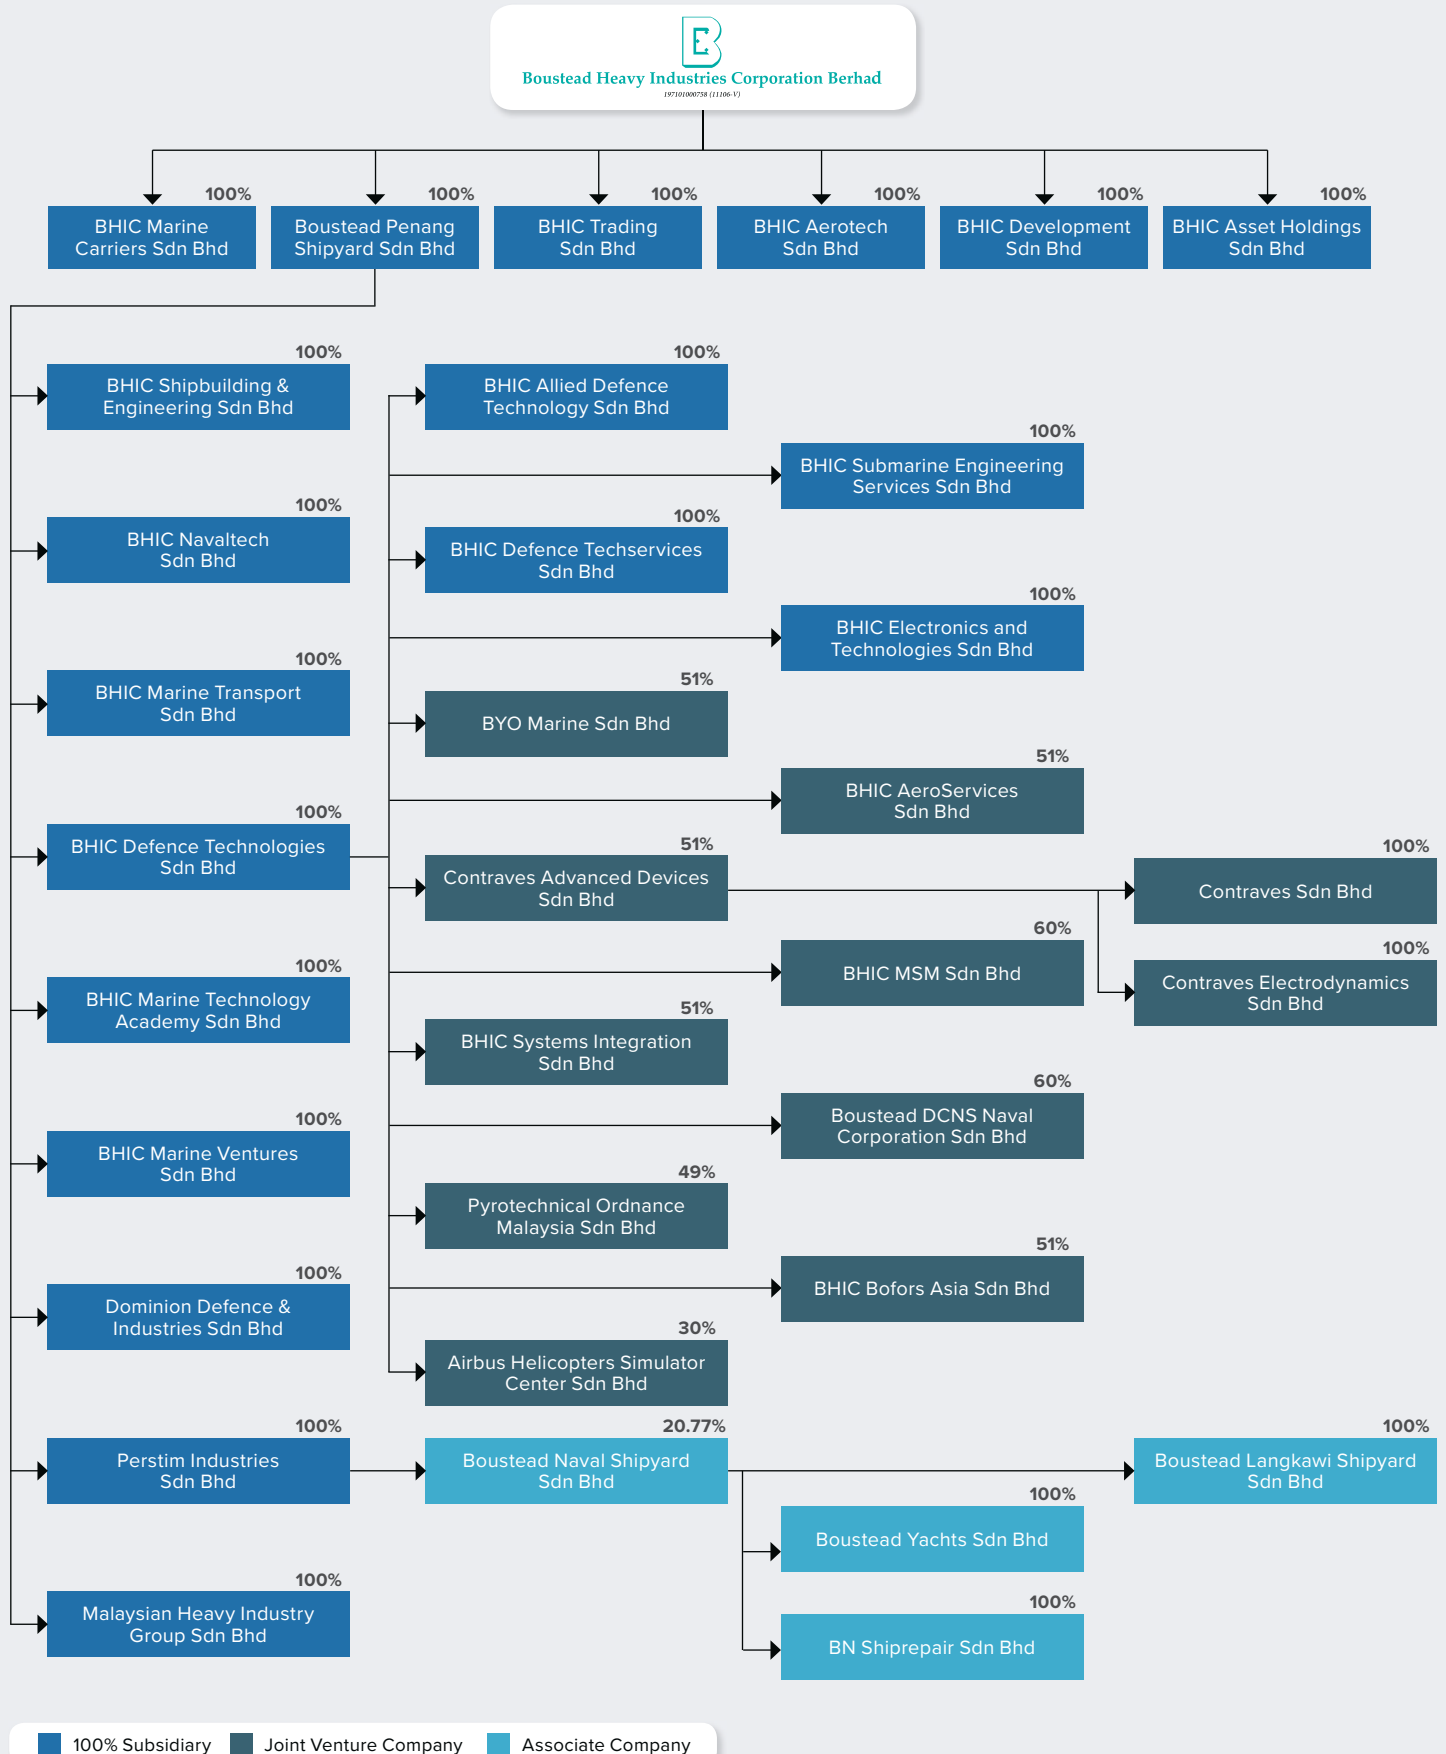 Boustead Heavy Industries Corporation Berhad
197101000758 (11106-V)
100%
BHIC Marine
Carriers Sdn Bhd
100%
Boustead Penang
Shipyard Sdn Bhd
100%
BHIC Trading
Sdn Bhd
100%
BHIC Aerotech
Sdn Bhd
100%
BHIC Development
Sdn Bhd
100%
BHIC Asset Holdings
Sdn Bhd
100%
BHIC Shipbuilding &
Engineering Sdn Bhd
100%
BHIC Navaltech
Sdn Bhd
100%
BHIC Marine Transport
Sdn Bhd
100%
BHIC Defence Technologies
Sdn Bhd
100%
BHIC Marine Technology
Academy Sdn Bhd
100%
BHIC Marine Ventures
Sdn Bhd
100%
Dominion Defence &
Industries Sdn Bhd
100%
Perstim Industries
Sdn Bhd
100%
Malaysian Heavy Industry
Group Sdn Bhd
100%
BHIC Allied Defence
Technology Sdn Bhd
100%
BHIC Submarine Engineering
Services Sdn Bhd
100%
BHIC Defence Techservices
Sdn Bhd
100%
BHIC Electronics and
Technologies Sdn Bhd
51%
BYO Marine Sdn Bhd
51%
BHIC AeroServices
Sdn Bhd
51%
Contraves Advanced Devices
Sdn Bhd
100%
Contraves Sdn Bhd
100%
Contraves Electrodynamics
Sdn Bhd
60%
BHIC MSM Sdn Bhd
51%
BHIC Systems Integration
Sdn Bhd
60%
Boustead DCNS Naval
Corporation Sdn Bhd
49%
Pyrotechnical Ordnance
Malaysia Sdn Bhd
51%
BHIC Bofors Asia Sdn Bhd
30%
Airbus Helicopters Simulator
Center Sdn Bhd
20.77%
Boustead Naval Shipyard
Sdn Bhd
100%
Boustead Langkawi Shipyard
Sdn Bhd
100%
Boustead Yachts Sdn Bhd
100%
BN Shiprepair Sdn Bhd
100% Subsidiary
Joint Venture Company
Associate Company